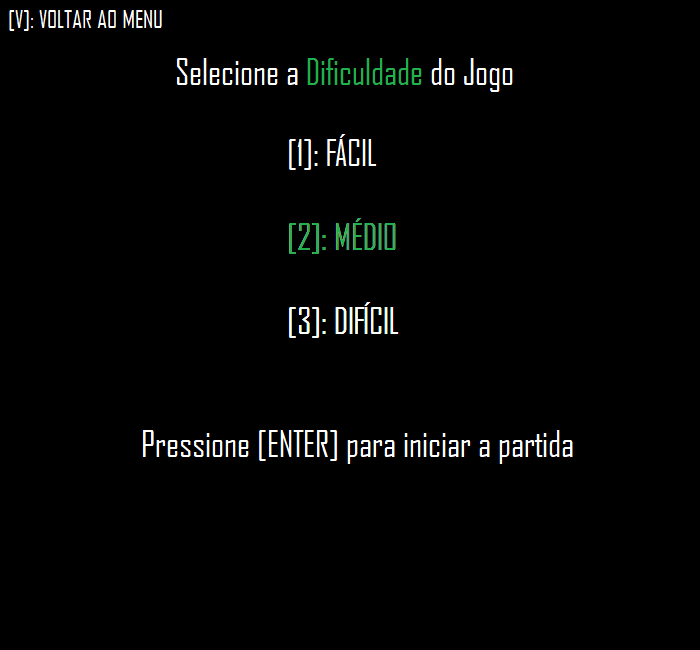 [V]: VOLTAR AO MENU
Selecione a Dificuldade do Jogo
[1]: FÁCIL
[2]: MÉDIO
[3]: DIFÍCIL
Pressione [ENTER] para iniciar a partida